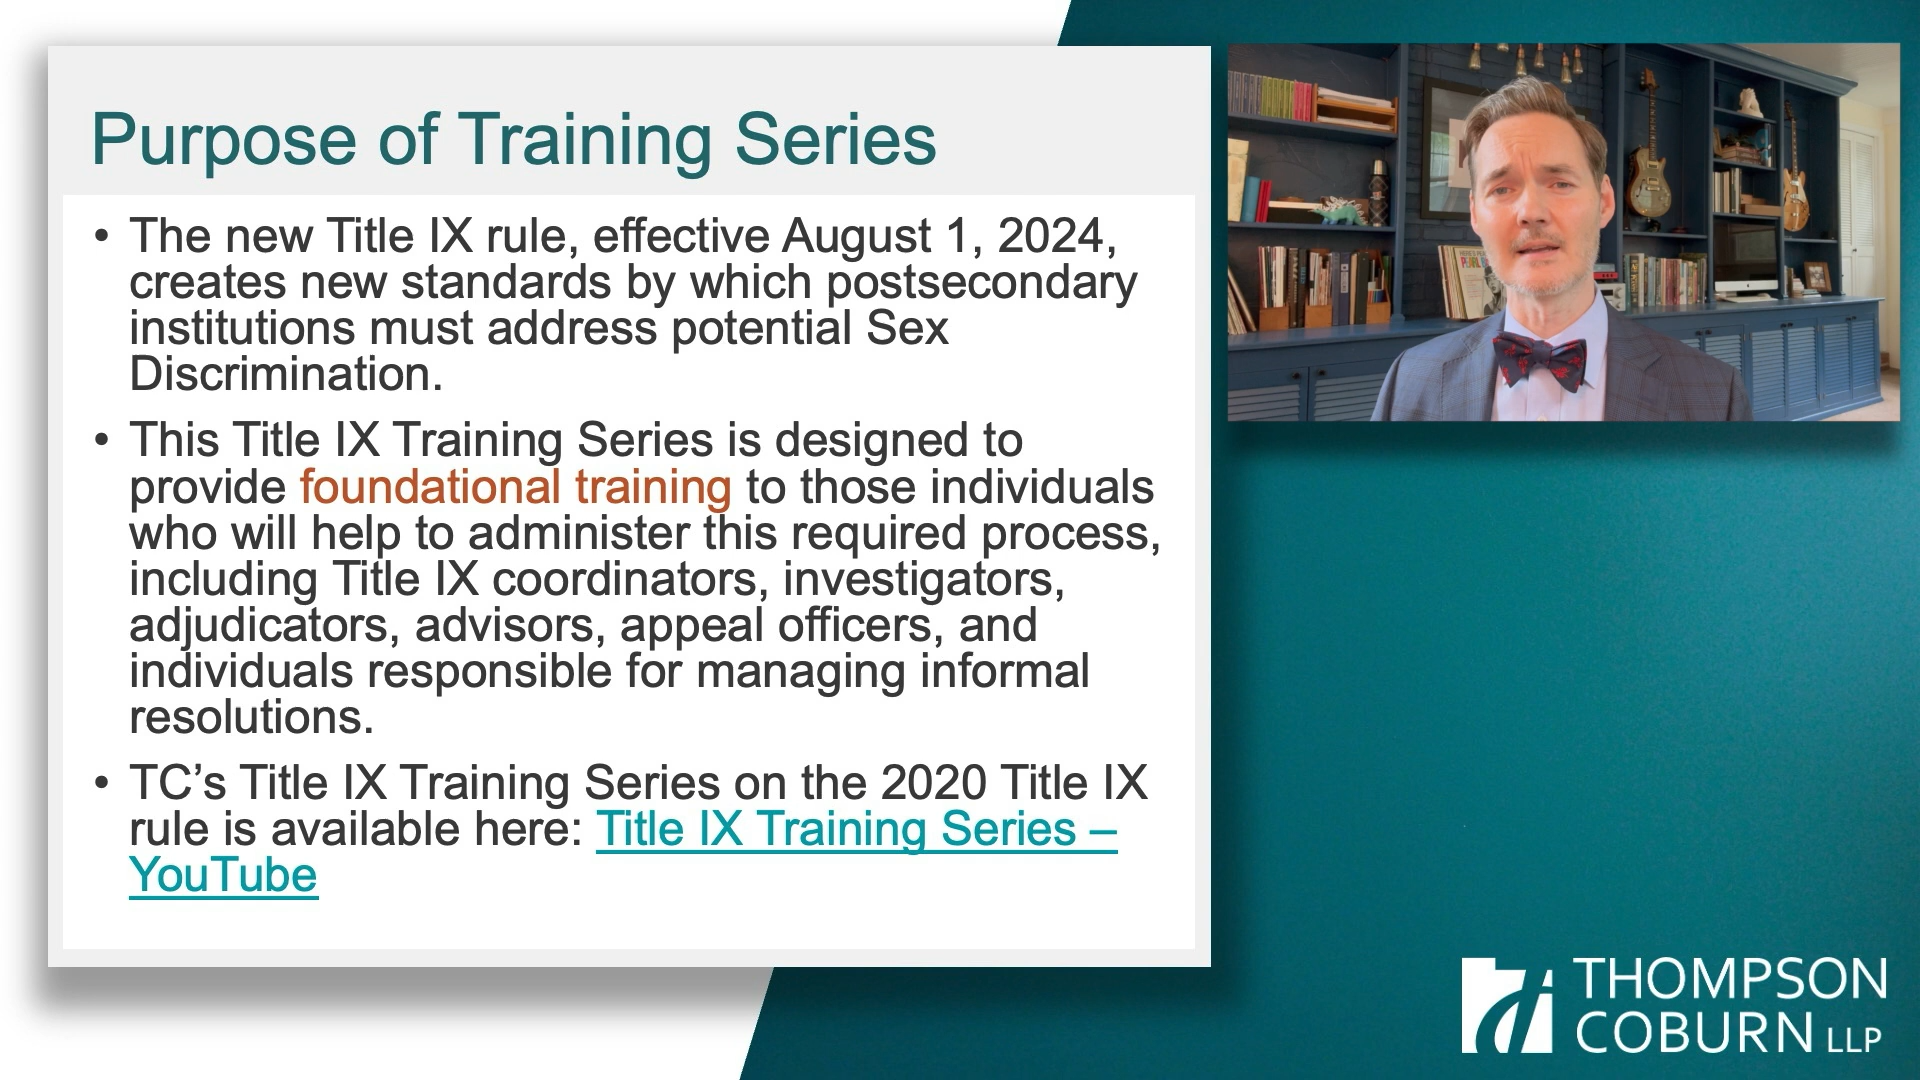 Purpose of Training Series
• The new Title IX rule, effective August 1, 2024,
creates new standards by which postsecondary
institutions must address potential Sex
Discrimination.
• This Title IX Training Series is designed to
provide foundational training to those individuals
who will help to administer this required process,
including Title IX coordinators, investigators,
adjudicators, advisors, appeal officers, and
individuals responsible for managing informal
resolutions.
• TC’s Title IX Training Series on the 2020 Title IX
rule is available here: Title IX Training Series –
YouTube
THOMPSON
COBURN LLP